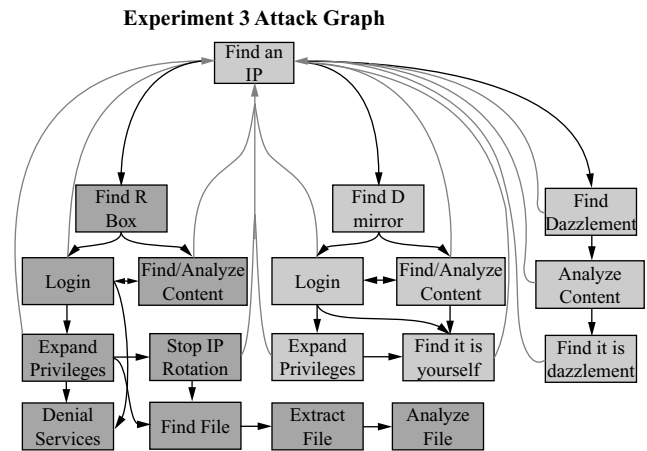 Experiment 3 Attack Graph
Find an
IP
Find R
Box
Find D
mirror
Find
Dazzlement
Login
Find/Analyze
Content
Login
Find/Analyze
Content
Analyze
Content
Expand
Privileges
Stop IP
Rotation
Expand
Privileges
Find it is
yourself
Find it is
dazzlement
Denial
Services
Find File
Extract
File
Analyze
File